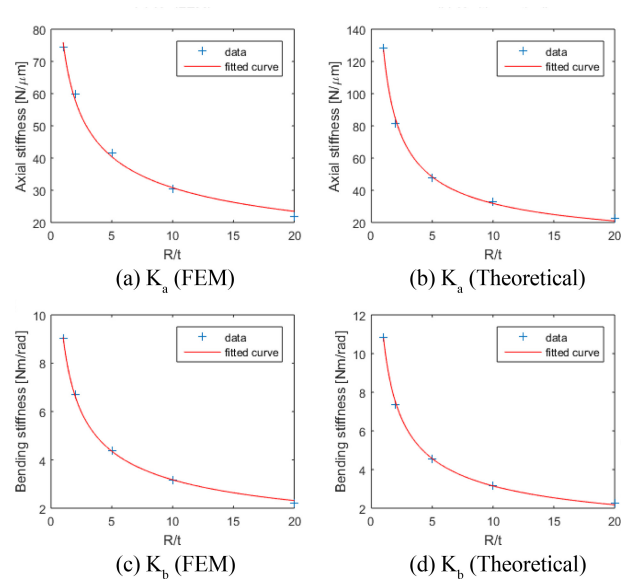 80
70
60
50
40
30
20
0 5 10 15 20
Axial stiffness [N/μm]
R/t
data
fitted curve
(a) Ka (FEM)
140
120
100
80
60
40
20
0 5 10 15 20
Axial stiffness [N/μm]
R/t
data
fitted curve
(b) Ka (Theoretical)
10
8
6
4
2
0 5 10 15 20
Bending stiffness [Nm/rad]
R/t
data
fitted curve
(c) Kb (FEM)
12
10
8
6
4
2
0 5 10 15 20
Bending stiffness [Nm/rad]
R/t
data
fitted curve
(d) Kb (Theoretical)